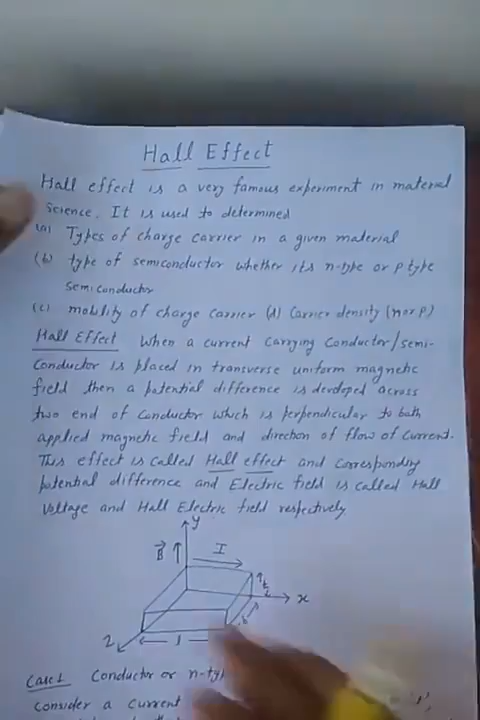 Hall Effect
Hall effect is a very famous experiment in material
science. It is used to determined
(a) Types of charge carrier in a given material
(b) type of semiconductor whether its n-type or p type
semiconductor
(c) mobility of charge carrier (d) Carrier density (n or p)
Hall Effect When a current carrying conductor/semi-
conductor is placed in transverse uniform magnetic
field then a potential difference is devloped across
two end of conductor which is perpendicular to both
applied magnetic field and direction of flow of current.
This effect is called Hall effect and corresponding
potential difference and Electric field is called Hall
Voltage and Hall Electric field respectively.
y
B I
t
x
z
Case1 Conductor or n-ty
Consider a current